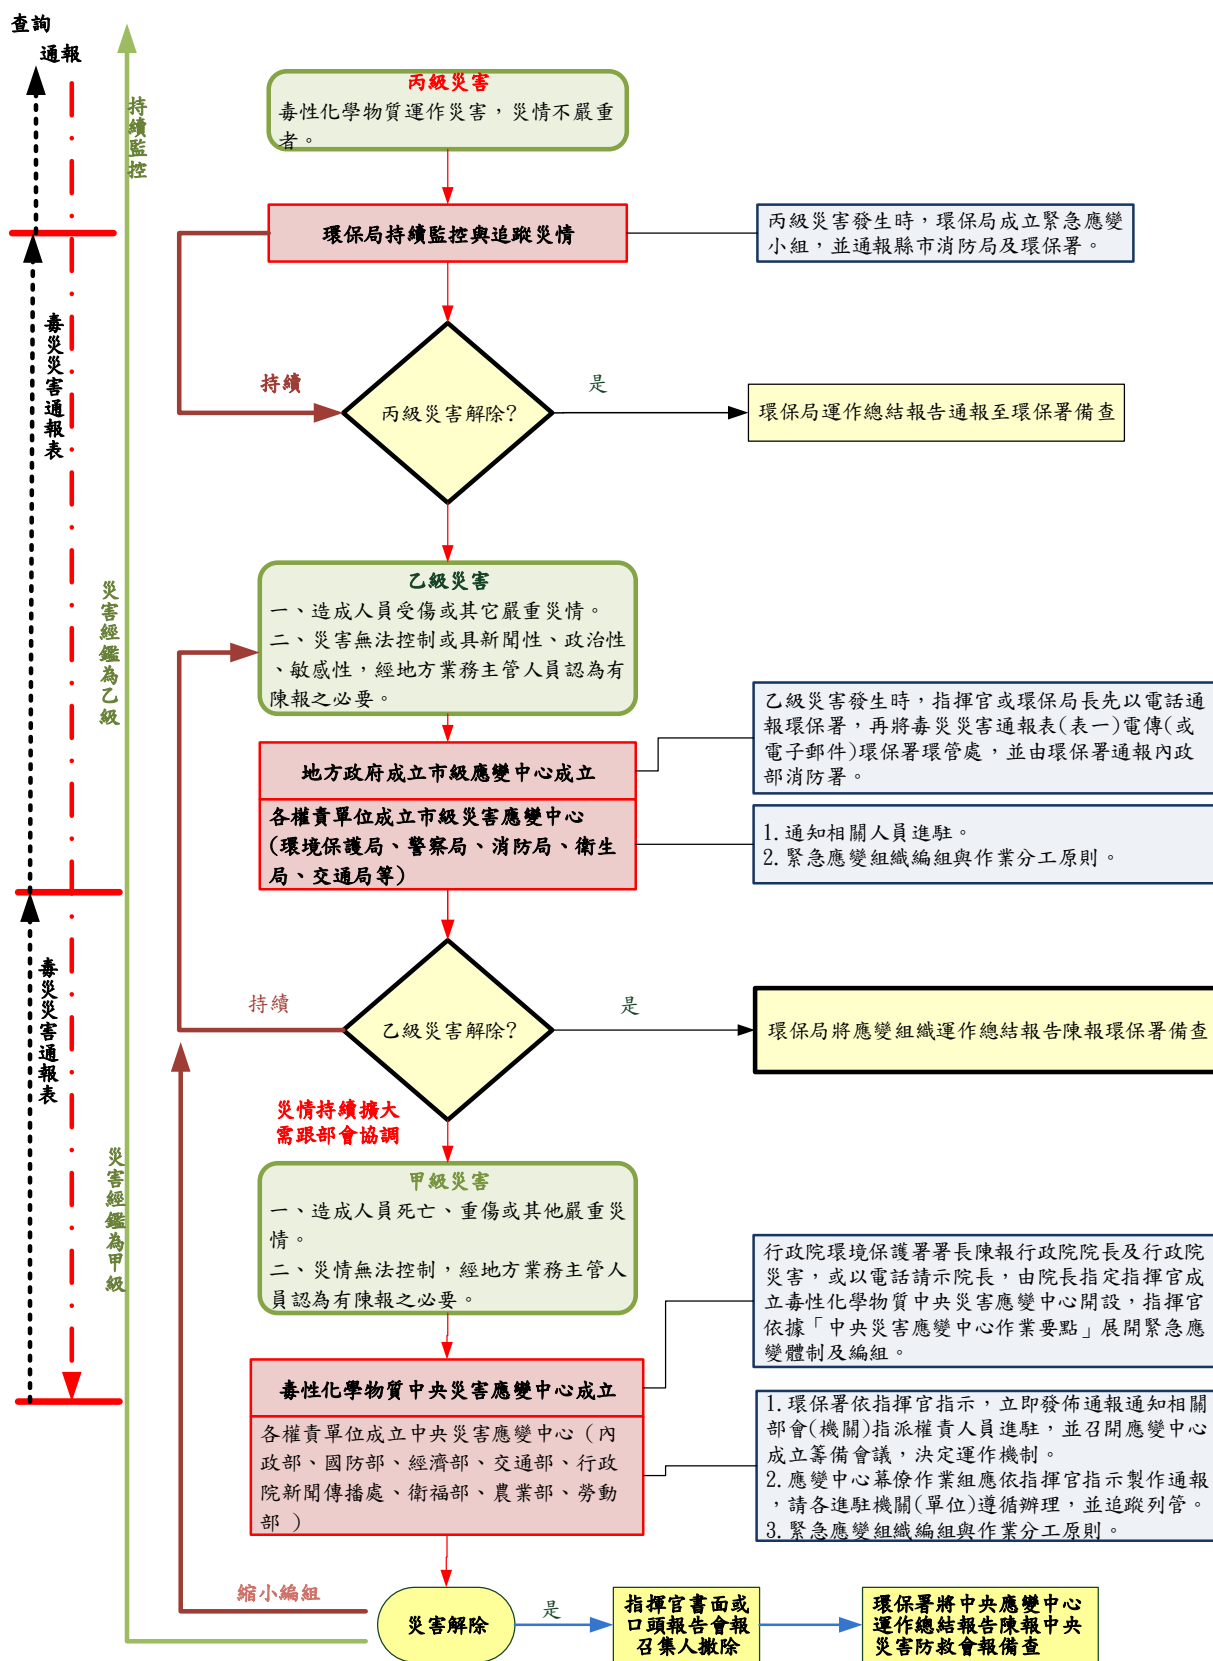 查詢
通報
持續監控
丙級災害
毒性化學物質運作災害，災情不嚴重
者。
環保局持續監控與追蹤災情
丙級災害發生時，環保局成立緊急應變
小組，並通報縣市消防局及環保署。
毒災災害通報表
持續
丙級災害解除?
是
環保局運作總結報告通報至環保署備查
災害經鑑為乙級
乙級災害
一、造成人員受傷或其它嚴重災情。
二、災害無法控制或具新聞性、政治性
、敏感性，經地方業務主管人員認為有
陳報之必要。
乙級災害發生時，指揮官或環保局長先以電話通
報環保署，再將毒災災害通報表(表一)電傳(或
電子郵件)環保署環管處，並由環保署通報內政
部消防署。
地方政府成立市級應變中心成立
各權責單位成立市級災害應變中心
(環境保護局、警察局、消防局、衛生
局、交通局等)
1.通知相關人員進駐。
2.緊急應變組織編組與作業分工原則。
毒災災害通報表
持續
乙級災害解除?
是
環保局將應變組織運作總結報告陳報環保署備查
災情持續擴大
需跟部會協調
災害經鑑為甲級
甲級災害
一、造成人員死亡、重傷或其他嚴重災
情。
二、災情無法控制，經地方業務主管人
員認為有陳報之必要。
行政院環境保護署署長陳報行政院院長及行政院
災害，或以電話請示院長，由院長指定指揮官成
立毒性化學物質中央災害應變中心開設，指揮官
依據「中央災害應變中心作業要點」展開緊急應
變體制及編組。
毒性化學物質中央災害應變中心成立
各權責單位成立中央災害應變中心（內
政部、國防部、經濟部、交通部、行政
院新聞傳播處、衛福部、農業部、勞動
部 ）
1.環保署依指揮官指示，立即發佈通報通知相關
部會(機關)指派權責人員進駐，並召開應變中心
成立籌備會議，決定運作機制。
2.應變中心幕僚作業組應依指揮官指示製作通報
，請各進駐機關(單位)遵循辦理，並追蹤列管。
3.緊急應變組織編組與作業分工原則。
縮小編組
災害解除
是
指揮官書面或
口頭報告會報
召集人撤除
環保署將中央應變中心
運作總結報告陳報中央
災害防救會報備查